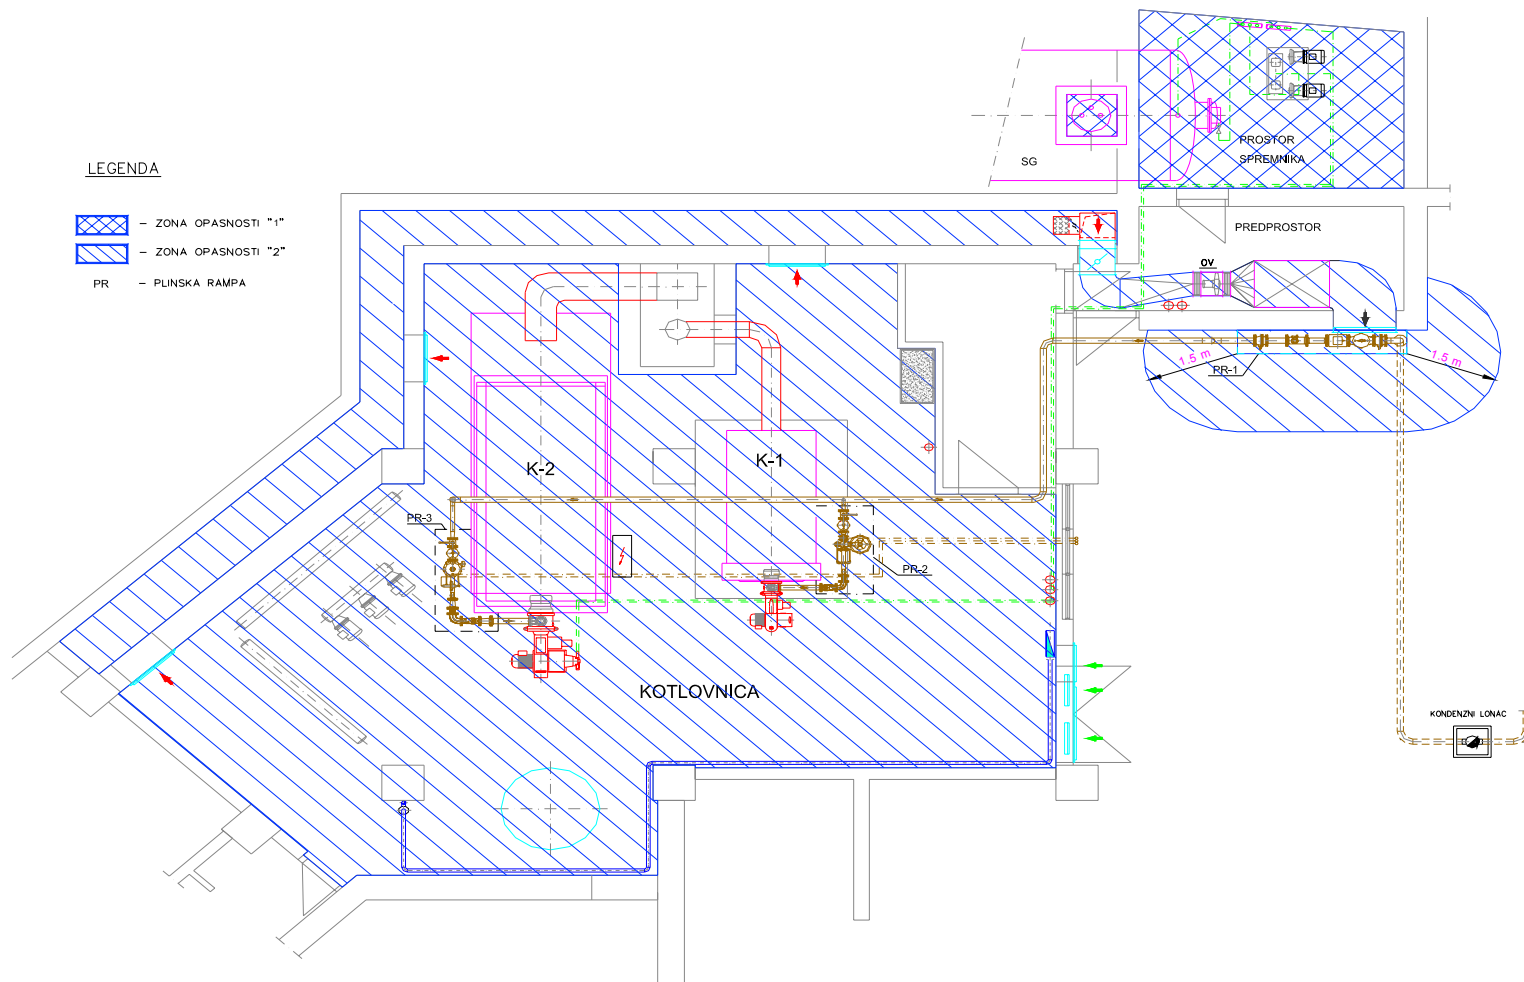 LEGENDA
- ZONA OPASNOSTI "1"
- ZONA OPASNOSTI "2"
PR - PLINSKA RAMPA
SG
PROSTOR
SPREMNIKA
PREDPROSTOR
OV
1.5 m
1.5 m
PR-1
K-2
K-1
PR-3
PR-2
KOTLOVNICA
KONDENZNI LONAC